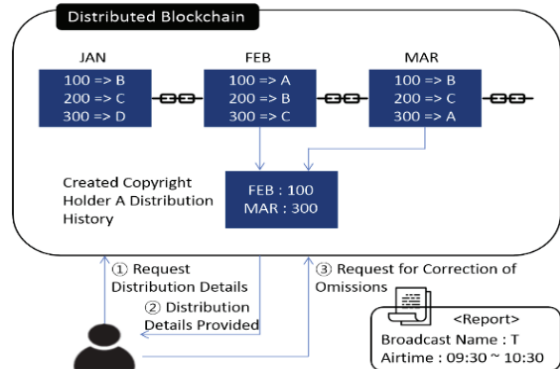 Distributed Blockchain
JAN
FEB
MAR
100 => B
200 => C
300 => D
100 => A
200 => B
300 => C
100 => B
200 => C
300 => A
Created Copyright
Holder A Distribution
History
FEB : 100
MAR : 300
① Request
Distribution Details
② Distribution
Details Provided
③ Request for Correction of
Omissions
<Report>
Broadcast Name : T
Airtime : 09:30 ~ 10:30